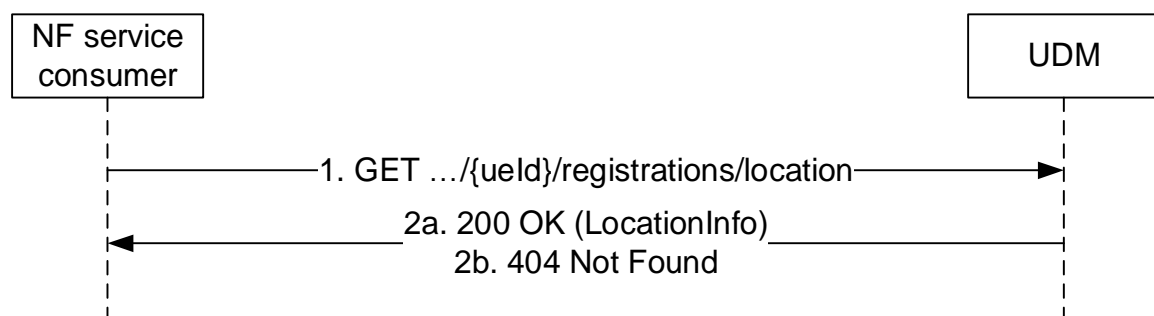 NF service
consumer
UDM
1. GET …/{ueId}/registrations/location
2a. 200 OK (LocationInfo)
2b. 404 Not Found